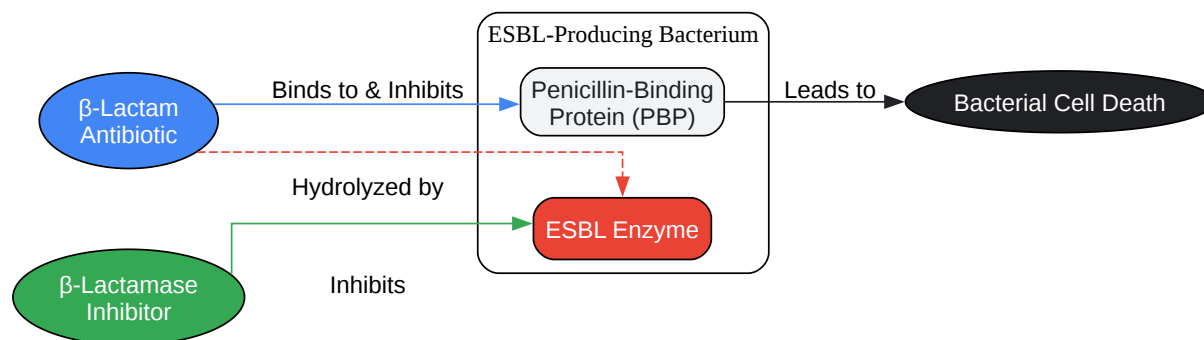 ESBL-Producing Bacterium
β-Lactam
Antibiotic
Binds to & Inhibits
Penicillin-Binding
Protein (PBP)
Leads to
Bacterial Cell Death
Hydrolyzed by
ESBL Enzyme
β-Lactamase
Inhibitor
Inhibits